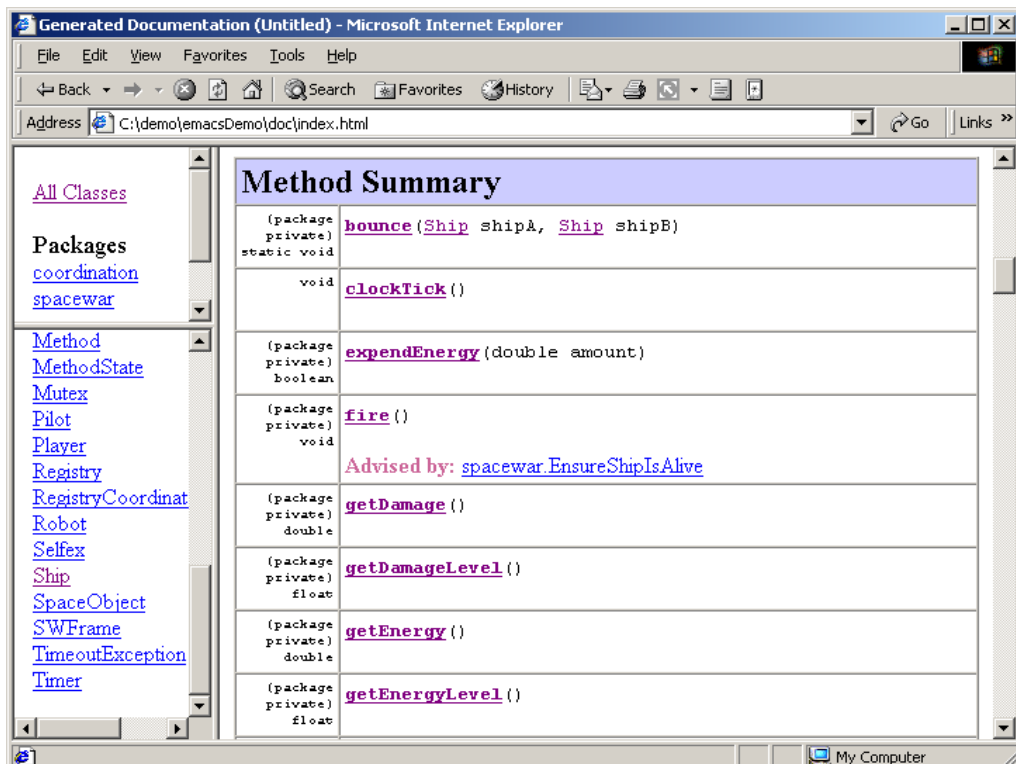 Generated Documentation (Untitled) - Microsoft Internet Explorer
File Edit View Favorites Tools Help
Back Search Favorites History
Address C:\demo\emacsDemo\doc\index.html Go Links »
All Classes
Packages
coordination
spacewar
Method
MethodState
Mutex
Pilot
Player
Registry
RegistryCoordinat
Robot
Selfex
Ship
SpaceObject
SWFrame
TimeoutException
Timer
Method Summary
(package
private)
static void
bounce(Ship shipA, Ship shipB)
void
clockTick()
(package
private)
boolean
expendEnergy(double amount)
(package
private)
void
fire()
Advised by: spacewar.EnsureShipIsAlive
(package
private)
double
getDamage()
(package
private)
float
getDamageLevel()
(package
private)
double
getEnergy()
(package
private)
float
getEnergyLevel()
My Computer